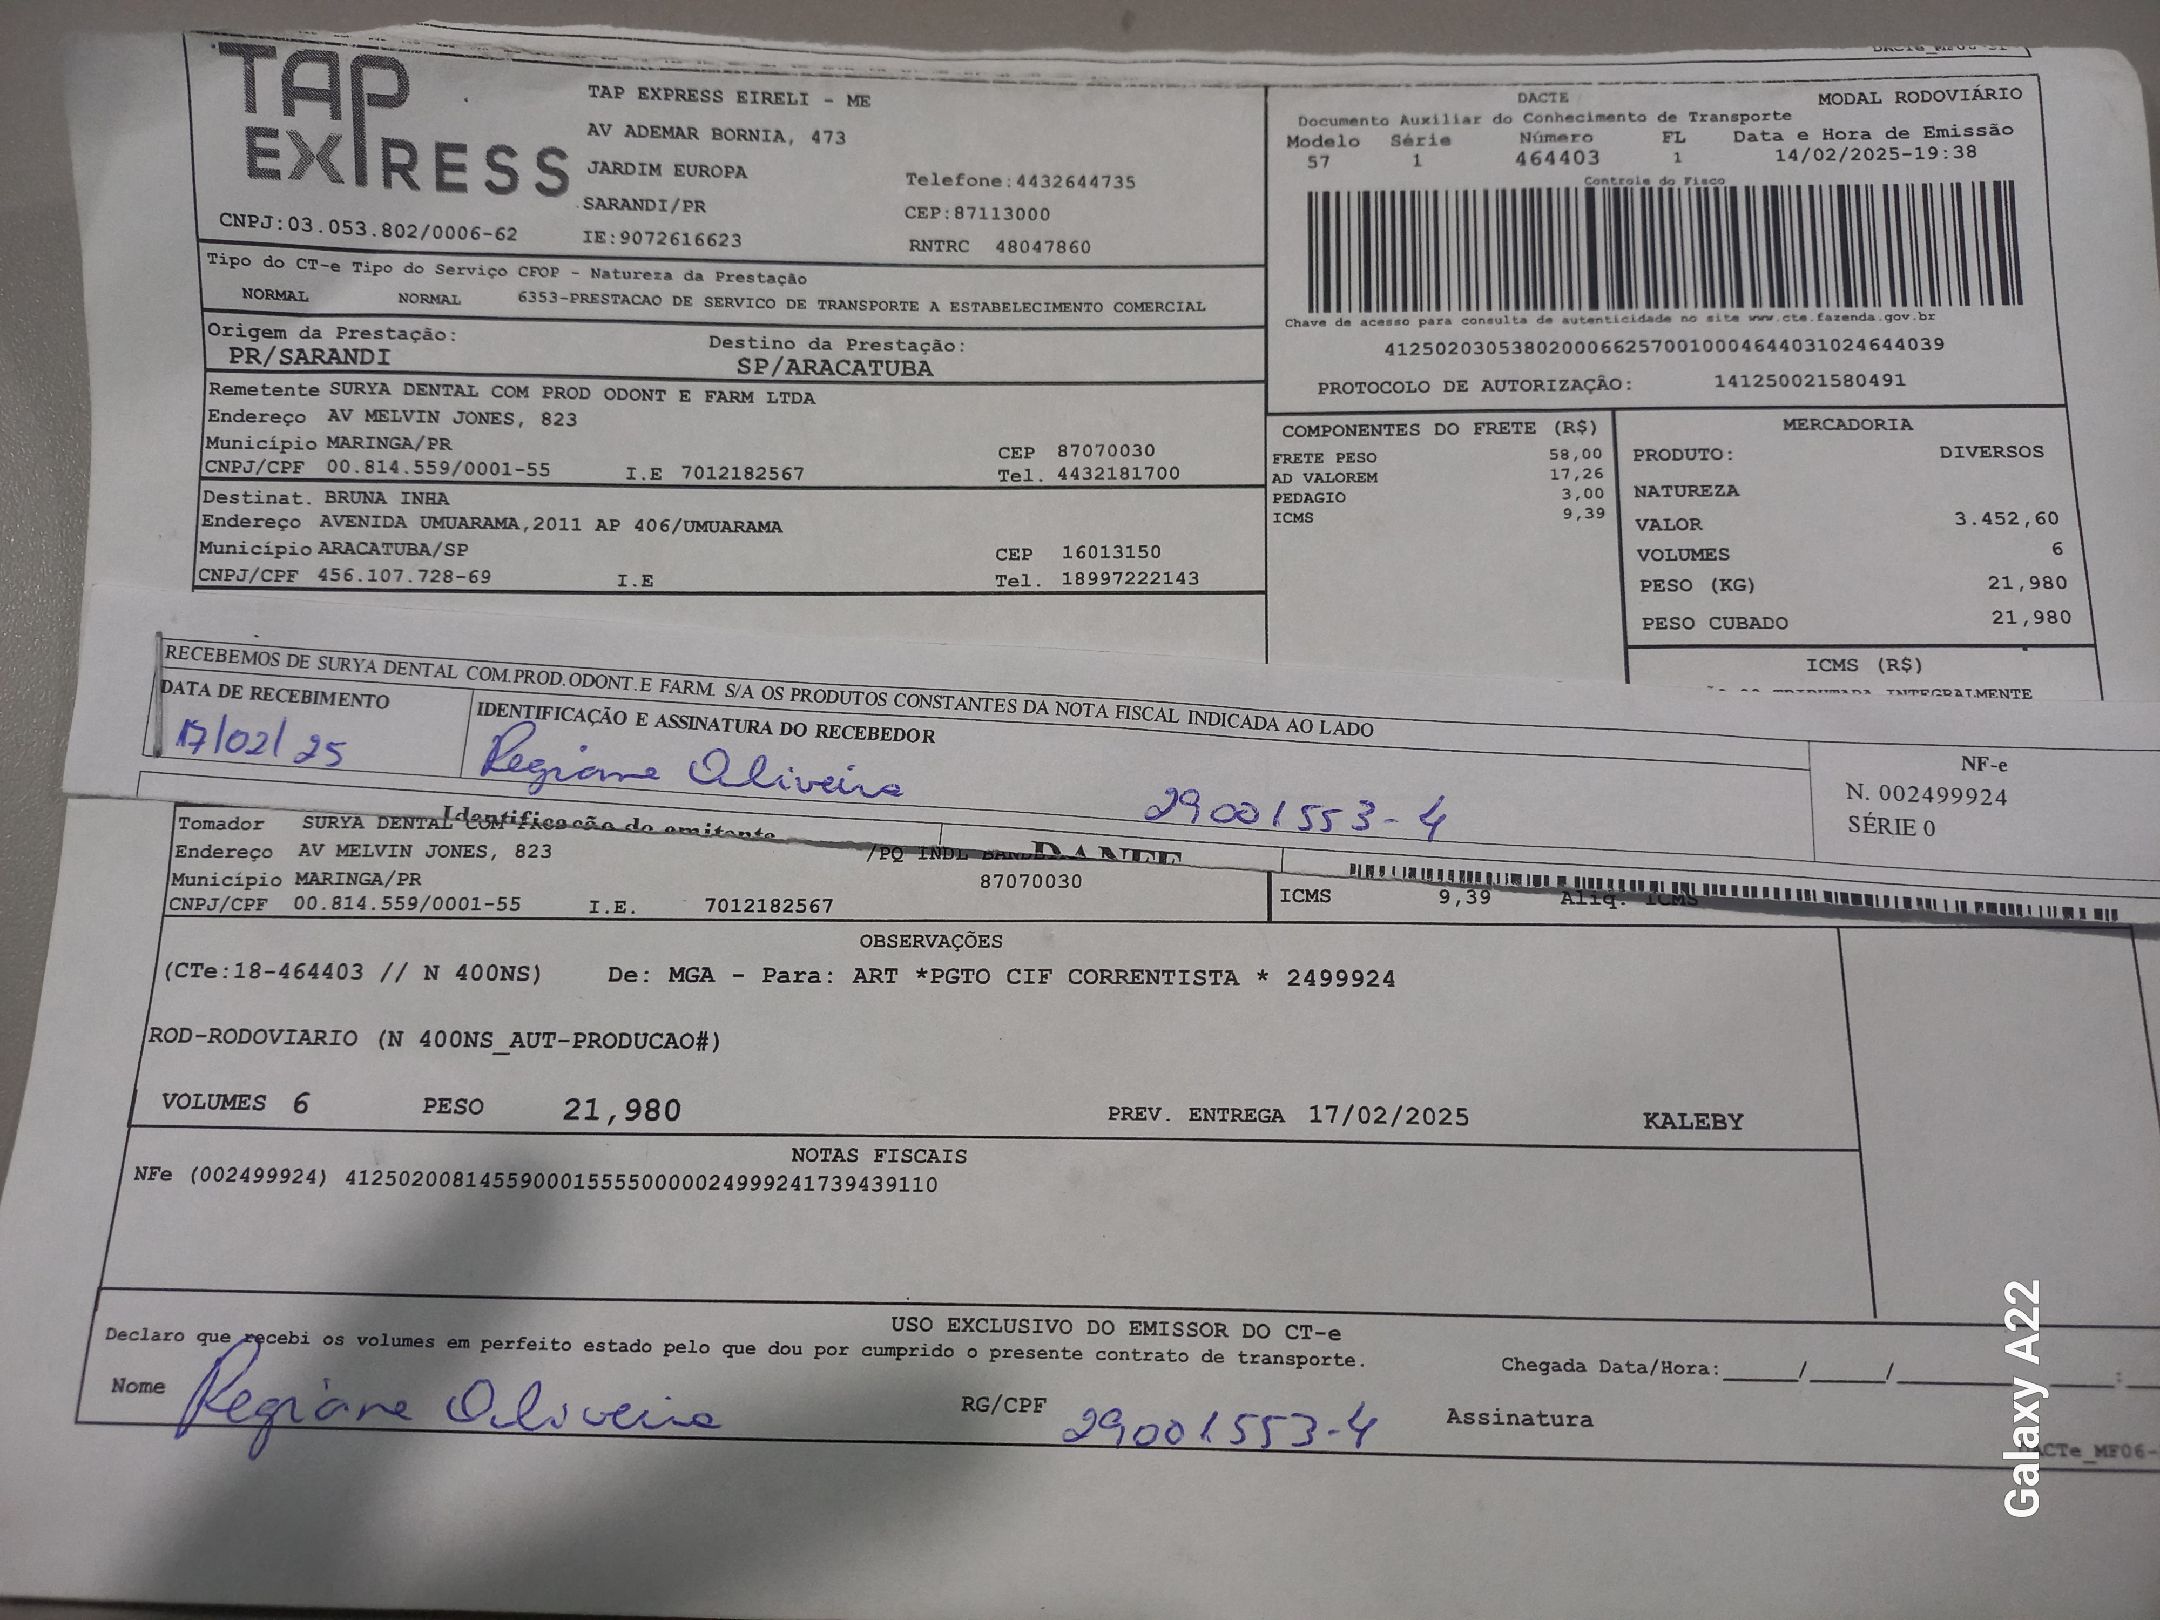 TAP
EXPRESS
TAP EXPRESS EIRELI - ME
AV ADEMAR BORNIA, 473
JARDIM EUROPA
SARANDI/PR
IE:9072616623
Telefone:4432644735
CEP:87113000
RNTRC 48047860
CNPJ:03.053.802/0006-62
DACTE
MODAL RODOVIÁRIO
Documento Auxiliar do Conhecimento de Transporte
Modelo Série Número FL Data e Hora de Emissão
57 1 464403 1 14/02/2025-19:38
Controle do Fisco
Chave de acesso para consulta de autenticidade no site www.cte.fazenda.gov.br
41250203053802000662570010004644031024644039
PROTOCOLO DE AUTORIZAÇÃO: 141250021580491
Tipo do CT-e Tipo do Serviço CFOP - Natureza da Prestação
NORMAL NORMAL 6353-PRESTACAO DE SERVICO DE TRANSPORTE A ESTABELECIMENTO COMERCIAL
Origem da Prestação: Destino da Prestação:
PR/SARANDI SP/ARACATUBA
Remetente SURYA DENTAL COM PROD ODONT E FARM LTDA
Endereço AV MELVIN JONES, 823
Município MARINGA/PR CEP 87070030
CNPJ/CPF 00.814.559/0001-55 I.E 7012182567 Tel. 4432181700
Destinat. BRUNA INHA
Endereço AVENIDA UMUARAMA,2011 AP 406/UMUARAMA
Município ARACATUBA/SP CEP 16013150
CNPJ/CPF 456.107.728-69 I.E Tel. 18997222143
COMPONENTES DO FRETE (R$)
FRETE PESO 58,00
AD VALOREM 17,26
PEDAGIO 3,00
ICMS 9,39
MERCADORIA
PRODUTO: DIVERSOS
NATUREZA
VALOR 3.452,60
VOLUMES 6
PESO (KG) 21,980
PESO CUBADO 21,980
ICMS (R$)
TRIBUTADA INTEGRALMENTE
RECEBEMOS DE SURYA DENTAL COM.PROD.ODONT.E FARM. S/A OS PRODUTOS CONSTANTES DA NOTA FISCAL INDICADA AO LADO
DATA DE RECEBIMENTO IDENTIFICAÇÃO E ASSINATURA DO RECEBEDOR
17/02/25 Regiane Oliveira 29001553-4
NF-e
N. 002499924
SÉRIE 0
Identificação do emitente
DANFE
Tomador SURYA DENTAL COM
Endereço AV MELVIN JONES, 823 /PQ INDL
Município MARINGA/PR 87070030
CNPJ/CPF 00.814.559/0001-55 I.E. 7012182567
ICMS 9,39 Aliq. ICMS
OBSERVAÇÕES
(CTe:18-464403 // N 400NS) De: MGA - Para: ART *PGTO CIF CORRENTISTA * 2499924
ROD-RODOVIARIO (N 400NS_AUT-PRODUCAO#)
VOLUMES 6 PESO 21,980 PREV. ENTREGA 17/02/2025 KALEBY
NOTAS FISCAIS
NFe (002499924) 41250200814559000155550000024999241739439110
USO EXCLUSIVO DO EMISSOR DO CT-e
Declaro que recebi os volumes em perfeito estado pelo que dou por cumprido o presente contrato de transporte.
Chegada Data/Hora:_____/_____/_____ ____:
Nome Regiane Oliveira RG/CPF 29001553-4 Assinatura
DACTe_MF06-
Galaxy A22